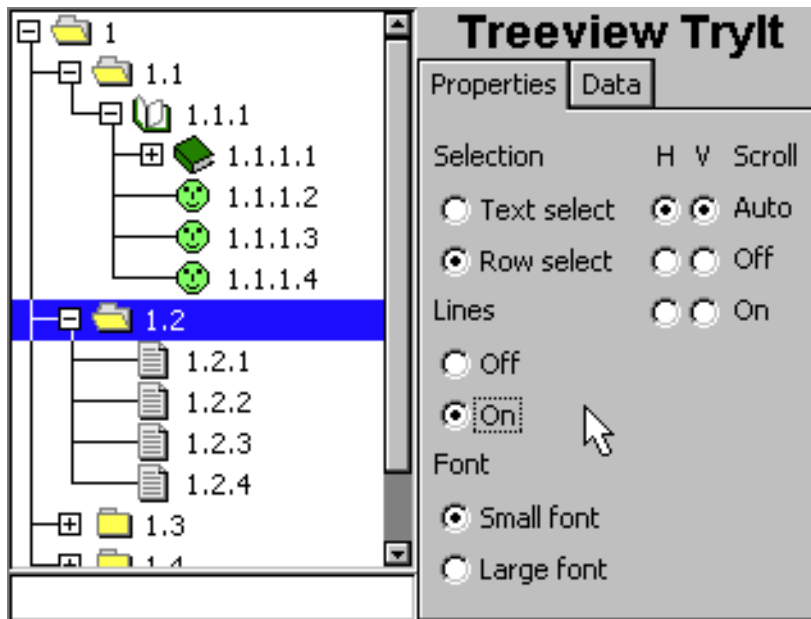 1
1.1
1.1.1
1.1.1.1
1.1.1.2
1.1.1.3
1.1.1.4
1.2
1.2.1
1.2.2
1.2.3
1.2.4
1.3
1.4
Treeview TryIt
Properties Data
Selection H V Scroll
Text select Auto
Row select Off
Lines On
Off
On
Font
Small font
Large font